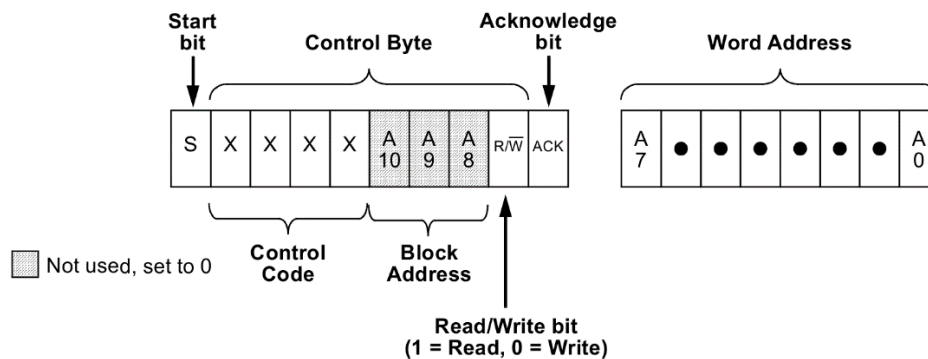 Start
bit
Control Byte
Acknowledge
bit
Word Address
S X X X X A
10 A
9 A
8 R/W̅ ACK
A
7 A
0
Control
Code
Block
Address
Not used, set to 0
Read/Write bit
(1 = Read, 0 = Write)